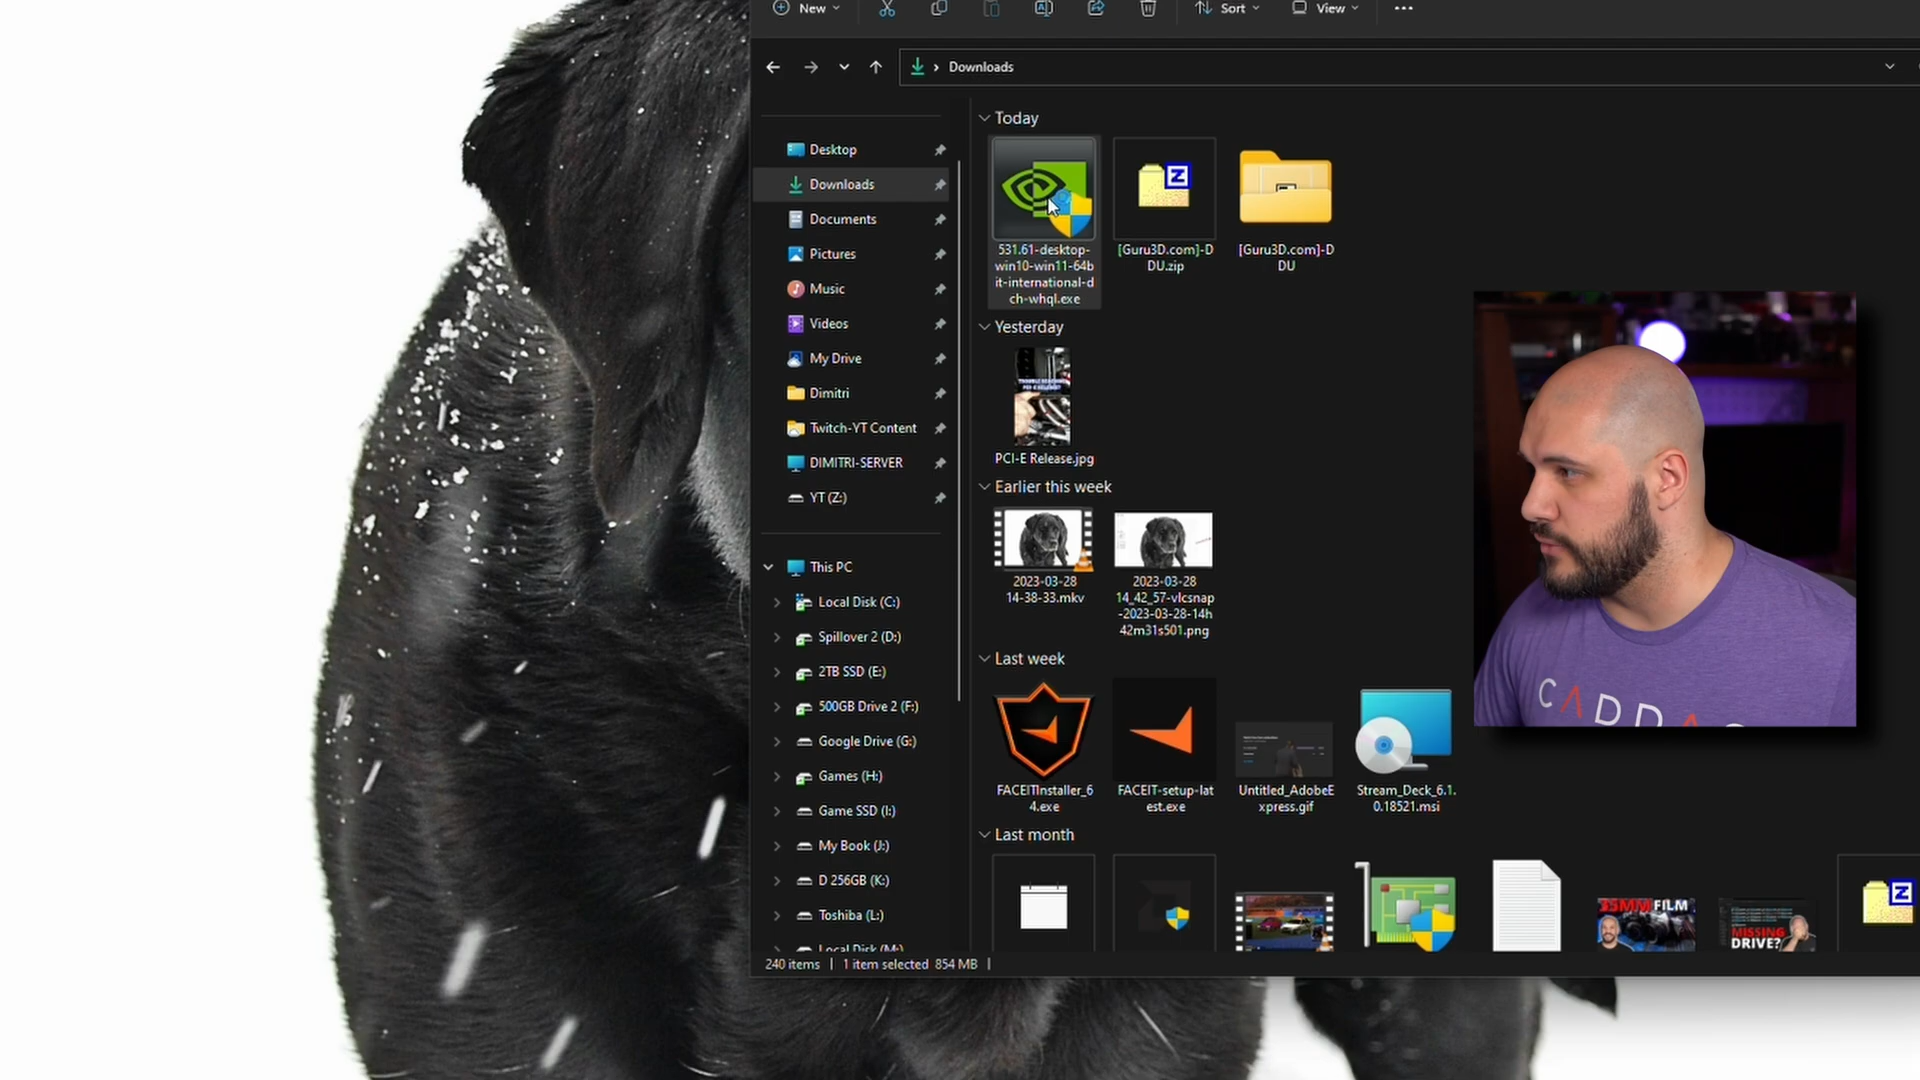 New
Sort
View
Downloads
Desktop
Downloads
Documents
Pictures
Music
Videos
My Drive
Dimitri
Twitch-YT Content
DIMITRI-SERVER
YT (Z:)
This PC
Local Disk (C:)
Spillover 2 (D:)
2TB SSD (E:)
500GB Drive 2 (F:)
Google Drive (G:)
Games (H:)
Game SSD (I:)
My Book (J:)
D 256GB (K:)
Toshiba (L:)
Local Disk (M:)
Today
531.61-desktop-
win10-win11-64b
it-international-d
ch-whql.exe
[Guru3D.com]-D
DU.zip
[Guru3D.com]-D
DU
Yesterday
PCI-E Release.jpg
Earlier this week
2023-03-28
14-38-33.mkv
2023-03-28
14_42_57-vlcsnap
-2023-03-28-14h
42m31s501.png
Last week
FACEITInstaller_6
4.exe
FACEIT-setup-lat
est.exe
Untitled_AdobeE
xpress.gif
Stream_Deck_6.1.
0.18521.msi
Last month
35MM FILM
MISSING
DRIVE?
240 items
1 item selected 854 MB